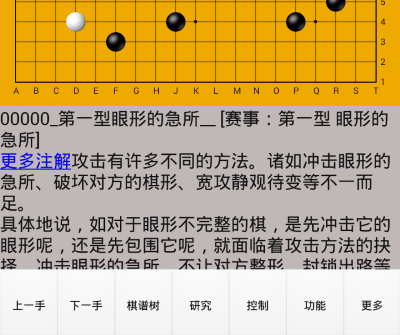 5
4
3
2
1
A B C D E F G H J K L M N O P Q R S T
00000_第一型眼形的急所__ [赛事：第一型 眼形的
急所]
更多注解攻击有许多不同的方法。诸如冲击眼形的
急所、破坏对方的棋形、宽攻静观待变等不一而
足。
具体地说，如对于眼形不完整的棋，是先冲击它的
眼形呢，还是先包围它呢，就面临着攻击方法的抉
择。冲击眼形的急所，不让对方整形，封锁出路等
上一手 下一手 棋谱树 研究 控制 功能 更多